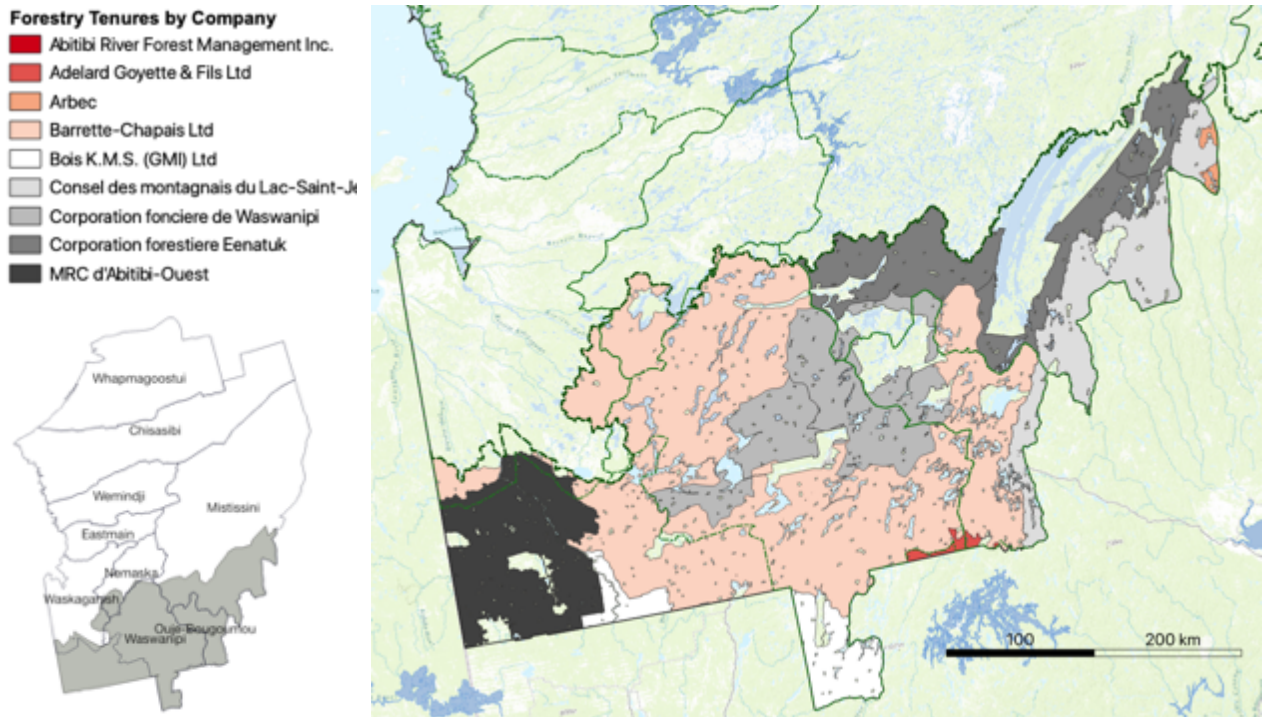 Forestry Tenures by Company
Abitibi River Forest Management Inc.
Adelard Goyette & Fils Ltd
Arbec
Barrette-Chapais Ltd
Bois K.M.S. (GMI) Ltd
Consel des montagnais du Lac-Saint-Je
Corporation fonciere de Waswanipi
Corporation forestiere Eenatuk
MRC d'Abitibi-Ouest
Whapmagoostui
Chisasibi
Wemindji
Mistissini
Eastmain
Nemaska
Waskaganish
Ouje-Bougoumou
Waswanipi
100 200 km